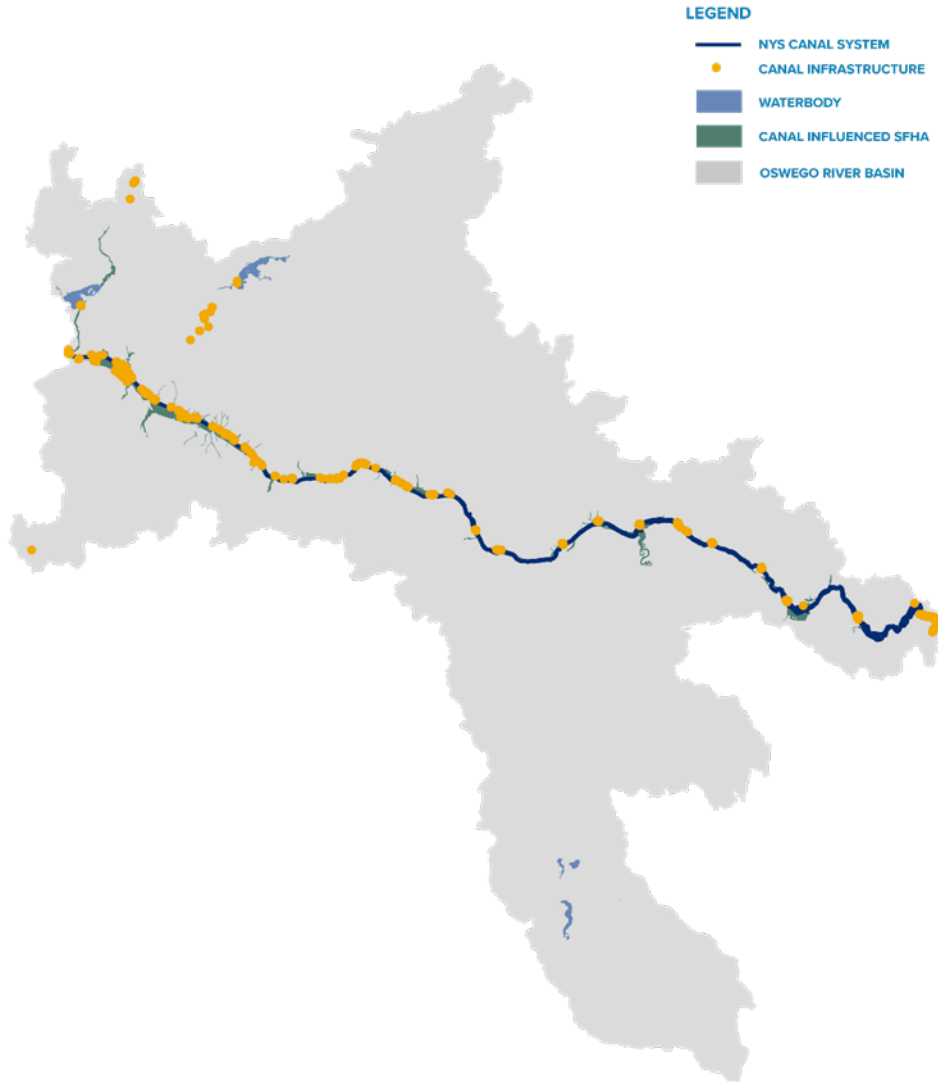 LEGEND
NYS CANAL SYSTEM
CANAL INFRASTRUCTURE
WATERBODY
CANAL INFLUENCED SFHA
OSWEGO RIVER BASIN